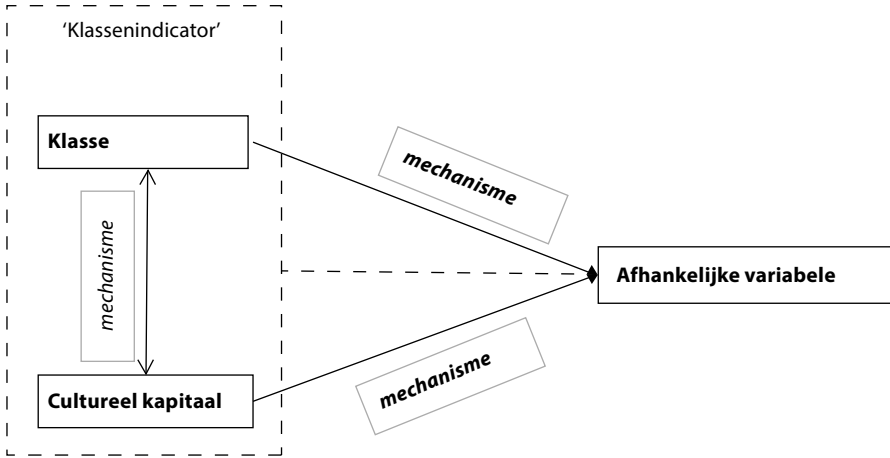 ‘Klassenindicator’
Klasse
mechanisme
mechanisme
Afhankelijke variabele
mechanisme
Cultureel kapitaal